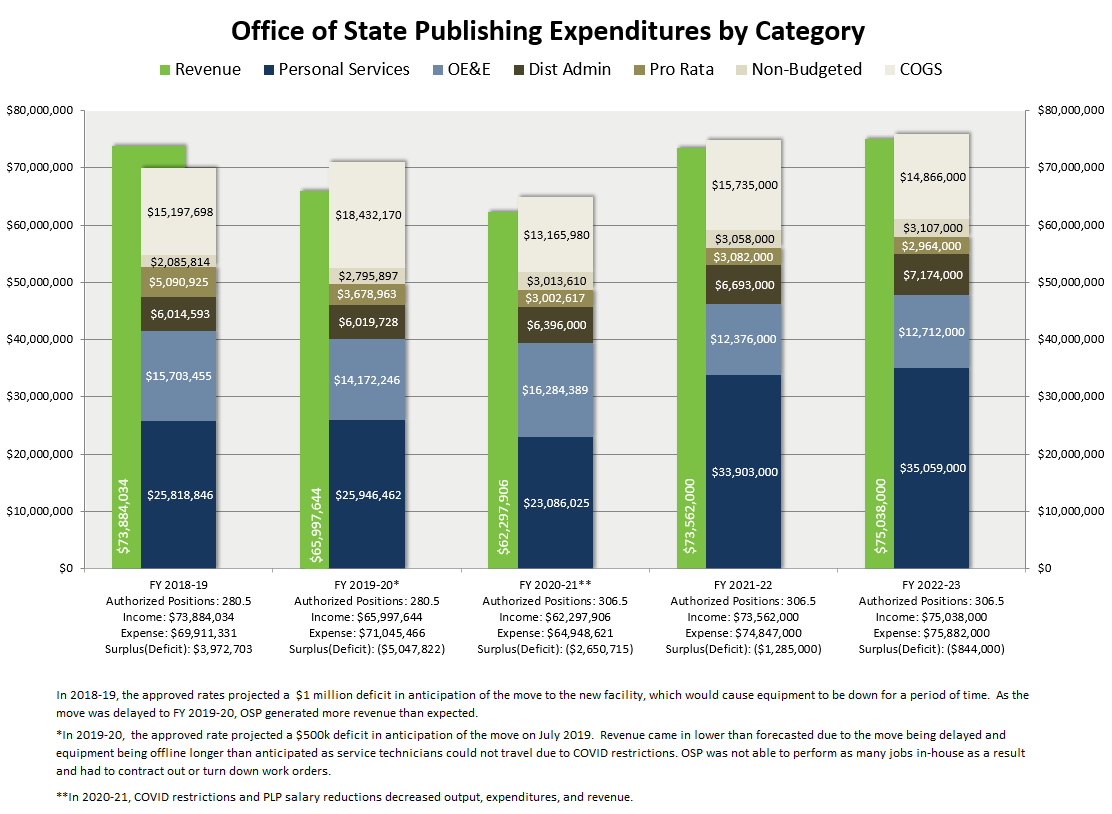 Office of State Publishing Expenditures by Category
Revenue Personal Services OE&E Dist Admin Pro Rata Non-Budgeted COGS
$80,000,000 $80,000,000
$70,000,000 $70,000,000
$60,000,000 $60,000,000
$50,000,000 $50,000,000
$40,000,000 $40,000,000
$30,000,000 $30,000,000
$20,000,000 $20,000,000
$10,000,000 $10,000,000
$0 $0
$73,884,034
$15,197,698
$2,085,814
$5,090,925
$6,014,593
$15,703,455
$25,818,846
$65,997,644
$18,432,170
$2,795,897
$3,678,963
$6,019,728
$14,172,246
$25,946,462
$62,297,906
$13,165,980
$3,013,610
$3,002,617
$6,396,000
$16,284,389
$23,086,025
$73,562,000
$15,735,000
$3,058,000
$3,082,000
$6,693,000
$12,376,000
$33,903,000
$75,038,000
$14,866,000
$3,107,000
$2,964,000
$7,174,000
$12,712,000
$35,059,000
FY 2018-19
Authorized Positions: 280.5
Income: $73,884,034
Expense: $69,911,331
Surplus(Deficit): $3,972,703
FY 2019-20*
Authorized Positions: 280.5
Income: $65,997,644
Expense: $71,045,466
Surplus(Deficit): ($5,047,822)
FY 2020-21**
Authorized Positions: 306.5
Income: $62,297,906
Expense: $64,948,621
Surplus(Deficit): ($2,650,715)
FY 2021-22
Authorized Positions: 306.5
Income: $73,562,000
Expense: $74,847,000
Surplus(Deficit): ($1,285,000)
FY 2022-23
Authorized Positions: 306.5
Income: $75,038,000
Expense: $75,882,000
Surplus(Deficit): ($844,000)
In 2018-19, the approved rates projected a $1 million deficit in anticipation of the move to the new facility, which would cause equipment to be down for a period of time. As the
move was delayed to FY 2019-20, OSP generated more revenue than expected.
*In 2019-20, the approved rate projected a $500k deficit in anticipation of the move on July 2019. Revenue came in lower than forecasted due to the move being delayed and
equipment being offline longer than anticipated as service technicians could not travel due to COVID restrictions. OSP was not able to perform as many jobs in-house as a result
and had to contract out or turn down work orders.
**In 2020-21, COVID restrictions and PLP salary reductions decreased output, expenditures, and revenue.